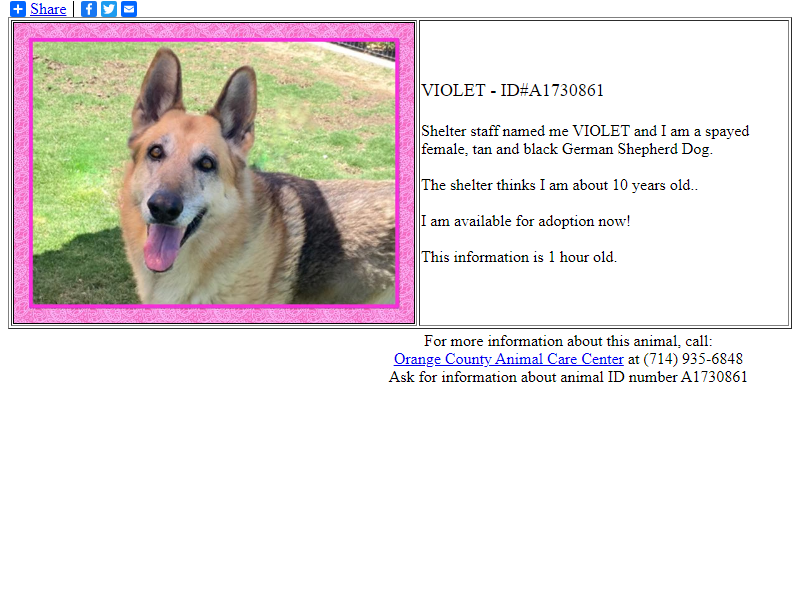 Share
VIOLET - ID#A1730861
Shelter staff named me VIOLET and I am a spayed
female, tan and black German Shepherd Dog.
The shelter thinks I am about 10 years old..
I am available for adoption now!
This information is 1 hour old.
For more information about this animal, call:
Orange County Animal Care Center at (714) 935-6848
Ask for information about animal ID number A1730861